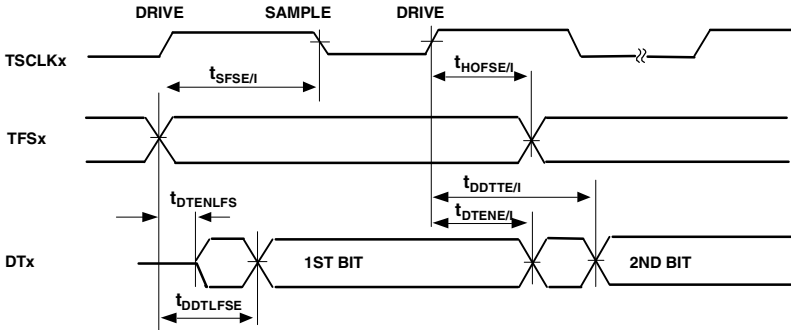 DRIVE SAMPLE DRIVE
TSCLKx
tSFSE/I tHOFSE/I
TFSx
tDDTTE/I
tDTENLFS tDTENE/I
DTx 1ST BIT 2ND BIT
tDDTLFSE